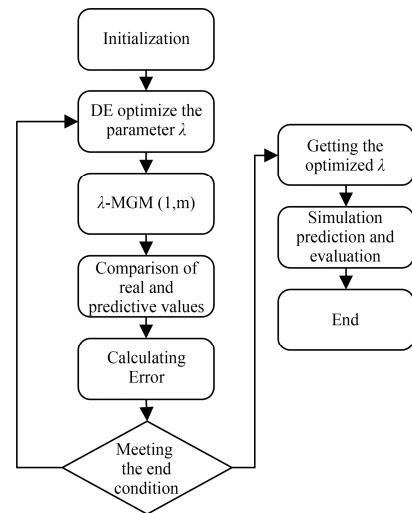 Initialization
DE optimize the
parameter λ
λ-MGM (1,m)
Comparison of
real and
predictive values
Calculating
Error
Meeting
the end
condition
Getting the
optimized λ
Simulation
prediction and
evaluation
End